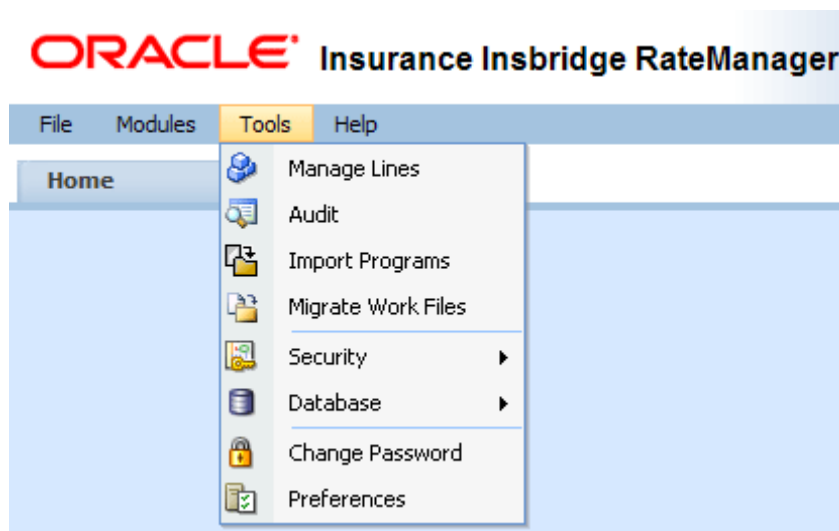 ORACLE Insurance Insbridge RateManager
File Modules Tools Help
Home
Manage Lines
Audit
Import Programs
Migrate Work Files
Security
Database
Change Password
Preferences